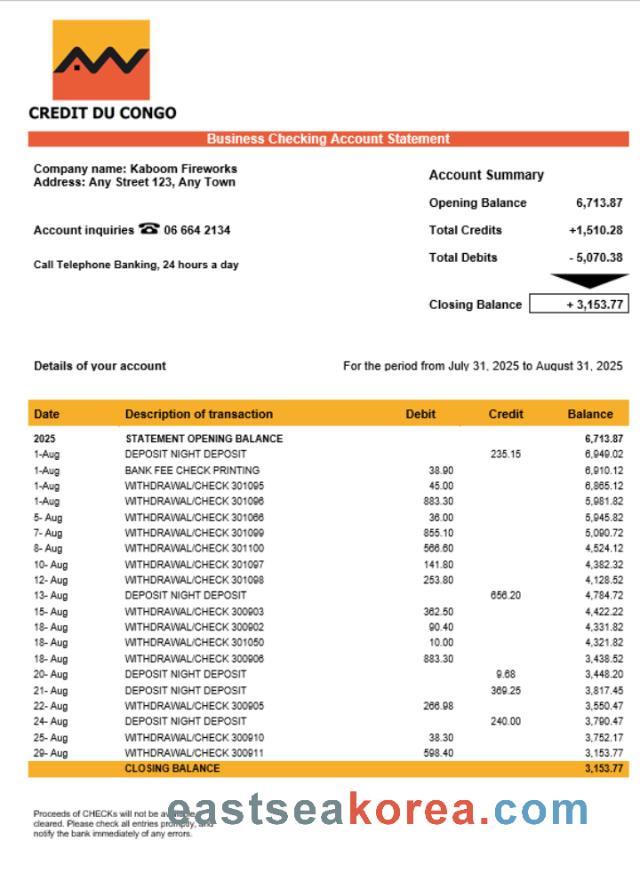 CREDIT DU CONGO
Business Checking Account Statement
Company name: Kaboom Fireworks
Address: Any Street 123, Any Town
Account inquiries ☎ 06 664 2134
Call Telephone Banking, 24 hours a day
Account Summary
Opening Balance 6,713.87
Total Credits +1,510.28
Total Debits - 5,070.38
Closing Balance + 3,153.77
Details of your account For the period from July 31, 2025 to August 31, 2025
Date Description of transaction Debit Credit Balance
2025 STATEMENT OPENING BALANCE 6,713.87
1-Aug DEPOSIT NIGHT DEPOSIT 235.15 6,949.02
1-Aug BANK FEE CHECK PRINTING 38.90 6,910.12
1-Aug WITHDRAWAL/CHECK 301095 45.00 6,865.12
1-Aug WITHDRAWAL/CHECK 301096 883.30 5,981.82
5- Aug WITHDRAWAL/CHECK 301066 36.00 5,945.82
7- Aug WITHDRAWAL/CHECK 301099 855.10 5,090.72
8- Aug WITHDRAWAL/CHECK 301100 566.60 4,524.12
10- Aug WITHDRAWAL/CHECK 301097 141.80 4,382.32
12- Aug WITHDRAWAL/CHECK 301098 253.80 4,128.52
13- Aug DEPOSIT NIGHT DEPOSIT 656.20 4,784.72
15- Aug WITHDRAWAL/CHECK 300903 362.50 4,422.22
18- Aug WITHDRAWAL/CHECK 300902 90.40 4,331.82
18- Aug WITHDRAWAL/CHECK 301050 10.00 4,321.82
18- Aug WITHDRAWAL/CHECK 300906 883.30 3,438.52
20- Aug DEPOSIT NIGHT DEPOSIT 9.68 3,448.20
21- Aug DEPOSIT NIGHT DEPOSIT 369.25 3,817.45
22- Aug WITHDRAWAL/CHECK 300905 266.98 3,550.47
24- Aug DEPOSIT NIGHT DEPOSIT 240.00 3,790.47
25- Aug WITHDRAWAL/CHECK 300910 38.30 3,752.17
29- Aug WITHDRAWAL/CHECK 300911 598.40 3,153.77
CLOSING BALANCE 3,153.77
Proceeds of CHECKs will not be
cleared. Please check all entries promptly, and
notify the bank immediately of any errors.
eastseakorea.com